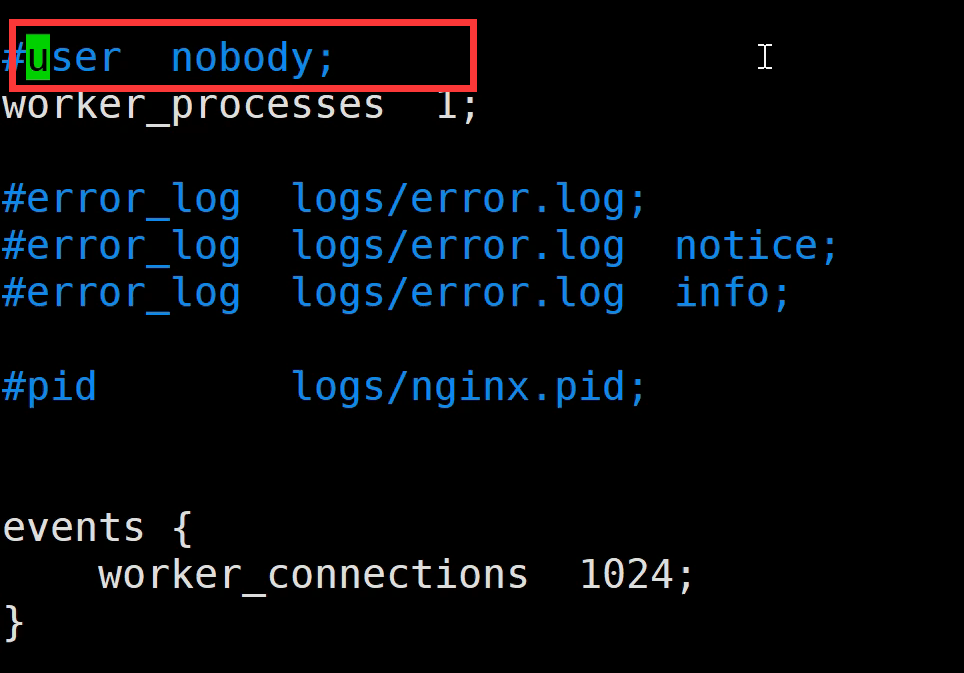 #user  nobody;
worker_processes  1;
#error_log  logs/error.log;
#error_log  logs/error.log  notice;
#error_log  logs/error.log  info;
#pid        logs/nginx.pid;
events {
    worker_connections  1024;
}